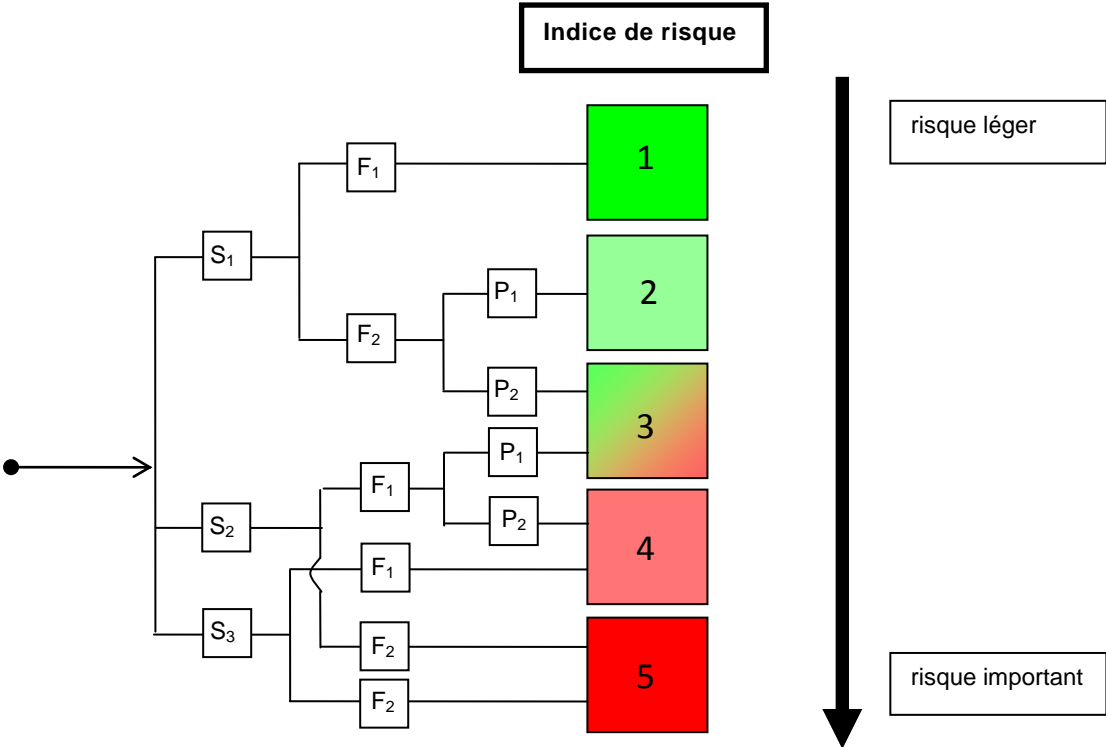 Indice de risque
risque léger
1
F₁
S₁
2
P₁
F₂
P₂
3
P₁
F₁
P₂
S₂
4
F₁
S₃
F₂
5
risque important
F₂